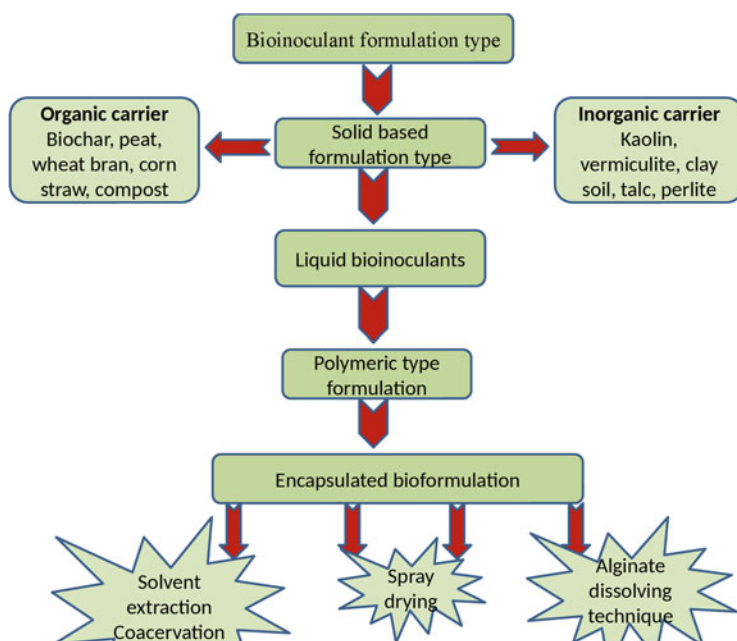 Bioinoculant formulation type
Organic carrier
Biochar, peat,
wheat bran, corn
straw, compost
Solid based
formulation type
Inorganic carrier
Kaolin,
vermiculite, clay
soil, talc, perlite
Liquid bioinoculants
Polymeric type
formulation
Encapsulated bioformulation
Solvent
extraction
Coacervation
Spray
drying
Alginate
dissolving
technique